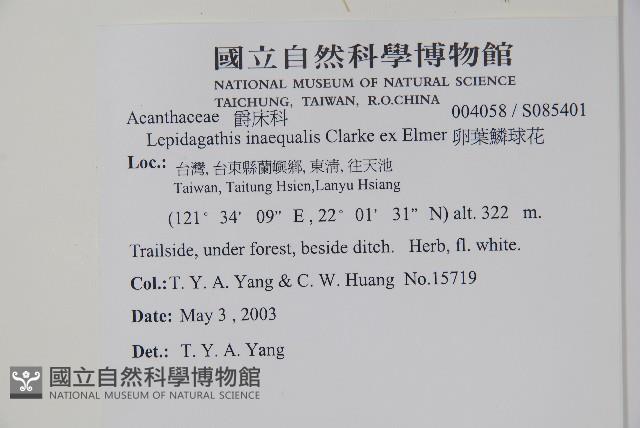 國立自然科學博物館
NATIONAL MUSEUM OF NATURAL SCIENCE
TAICHUNG, TAIWAN, R.O.CHINA
Acanthaceae 爵床科 004058 / S085401
Lepidagathis inaequalis Clarke ex Elmer 卵葉鱗球花
Loc.: 台灣, 台東縣蘭嶼鄉, 東清, 往天池
Taiwan, Taitung Hsien,Lanyu Hsiang
(121° 34' 09" E , 22° 01' 31" N) alt. 322 m.
Trailside, under forest, beside ditch. Herb, fl. white.
Col.: T. Y. A. Yang & C. W. Huang No.15719
Date: May 3 , 2003
Det.: T. Y. A. Yang
國立自然科學博物館
NATIONAL MUSEUM OF NATURAL SCIENCE